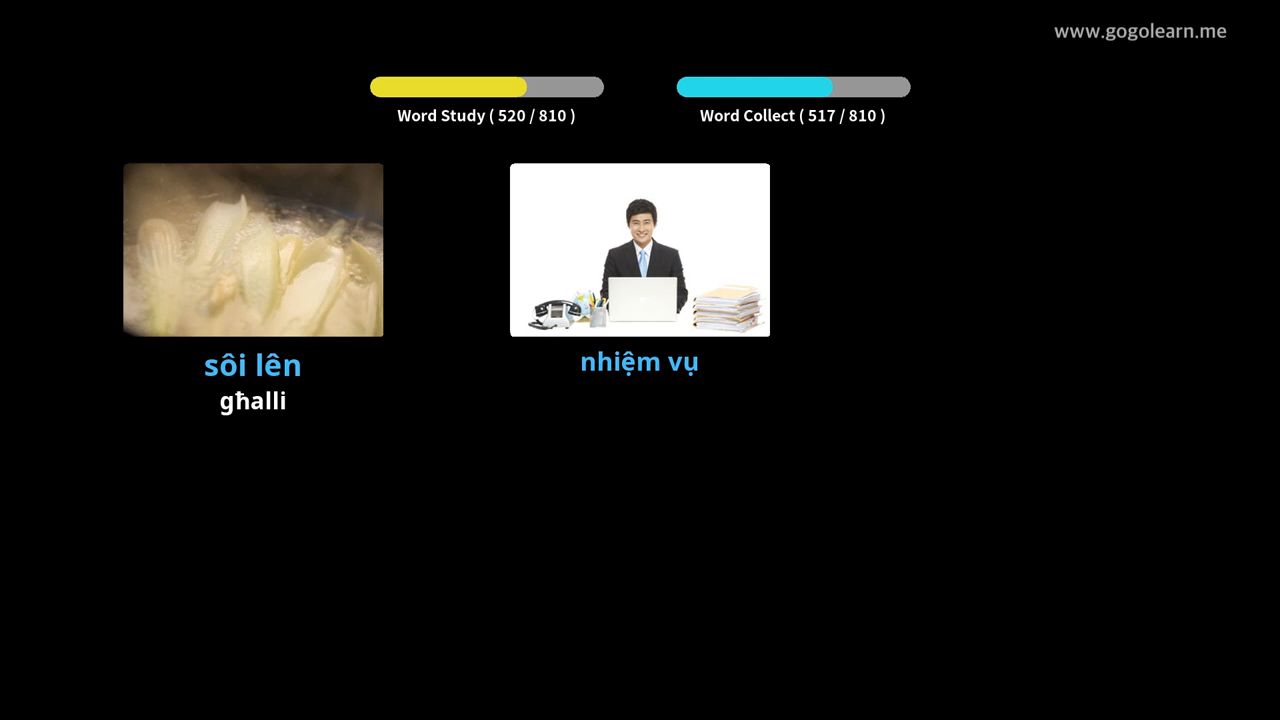 www.gogolearn.me
Word Study ( 520 / 810 )
Word Collect ( 517 / 810 )
sôi lên
għalli
nhiệm vụ